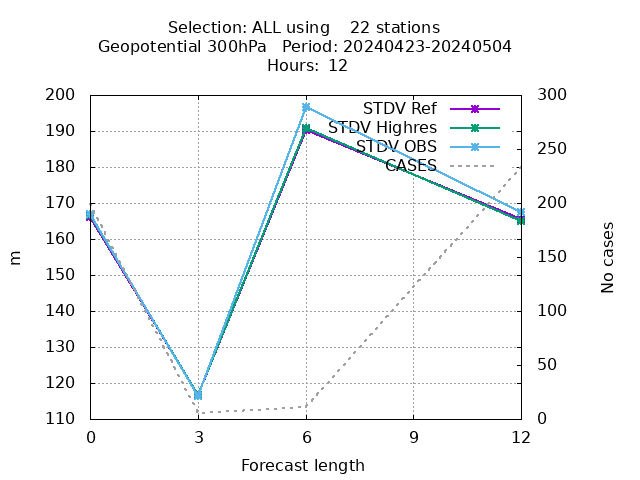 Selection: ALL using    22 stations
Geopotential 300hPa   Period: 20240423-20240504
Hours: 12
STDV Ref
STDV Highres
STDV OBS
CASES
200
190
180
170
160
150
140
130
120
110
300
250
200
150
100
50
0
m
No cases
0 3 6 9 12
Forecast length